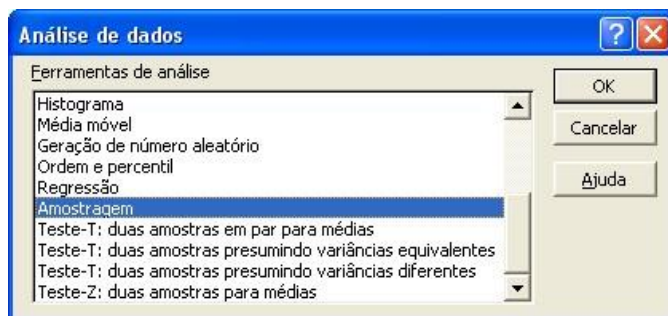 Análise de dados
Ferramentas de análise
Histograma
Média móvel
Geração de número aleatório
Ordem e percentil
Regressão
Amostragem
Teste-T: duas amostras em par para médias
Teste-T: duas amostras presumindo variâncias equivalentes
Teste-T: duas amostras presumindo variâncias diferentes
Teste-Z: duas amostras para médias
OK
Cancelar
Ajuda